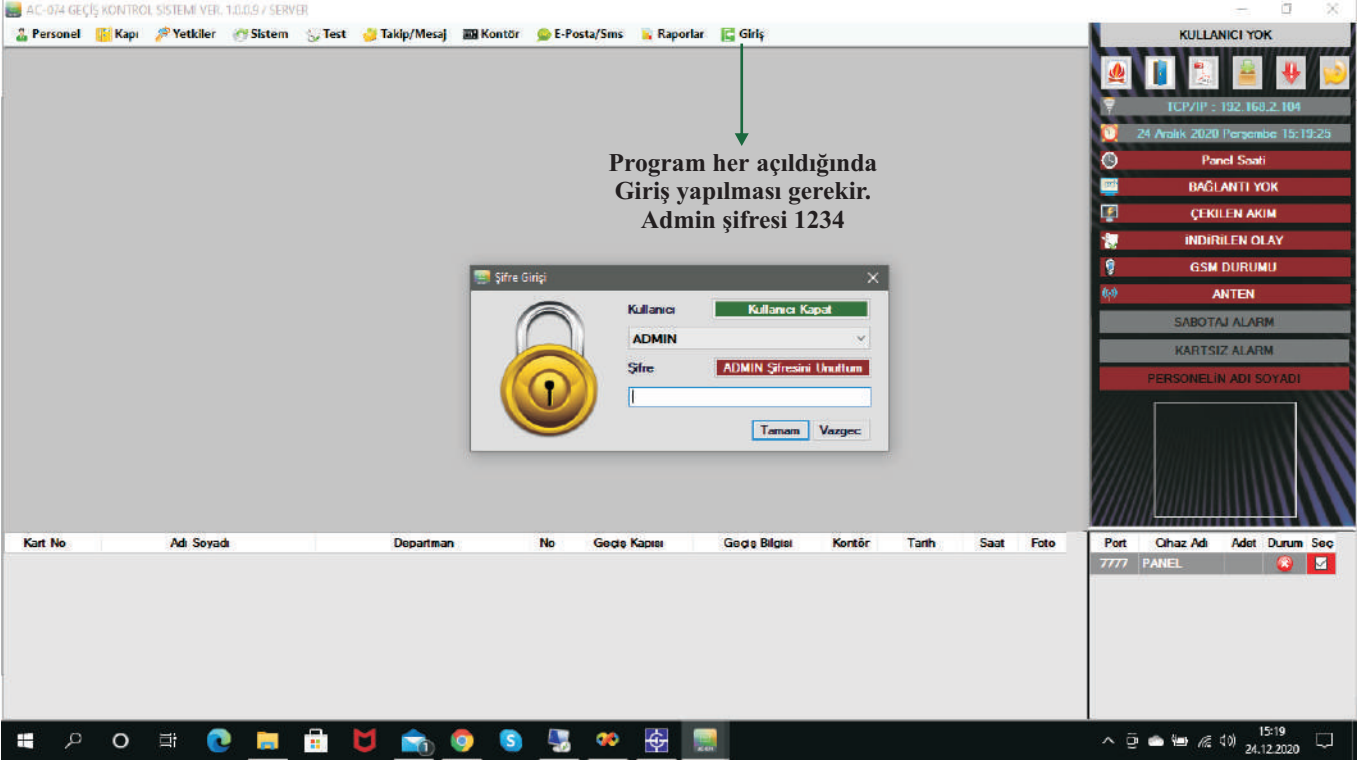 AC-074 GEÇİŞ KONTROL SİSTEMİ VER. 1.0.0.9 / SERVER
Personel Kapı Yetkiler Sistem Test Takip/Mesaj Kontör E-Posta/Sms Raporlar Giriş
KULLANICI YOK
TCP/IP : 192.168.2.104
24 Aralık 2020 Perşembe 15:19:25
Panel Saati
BAĞLANTI YOK
ÇEKİLEN AKIM
İNDİRİLEN OLAY
GSM DURUMU
ANTEN
SABOTAJ ALARM
KARTSIZ ALARM
PERSONELİN ADI SOYADI
Program her açıldığında
Giriş yapılması gerekir.
Admin şifresi 1234
Şifre Girişi
Kullanıcı Kullanıcı Kapat
ADMIN
Şifre ADMIN Şifresini Unuttum
Tamam Vazgec
Kart No Adı Soyadı Departman No Geçiş Kapısı Geçiş Bilgisi Kontör Tarih Saat Foto
Port Cihaz Adı Adet Durum Seç
7777 PANEL
15:19
24.12.2020